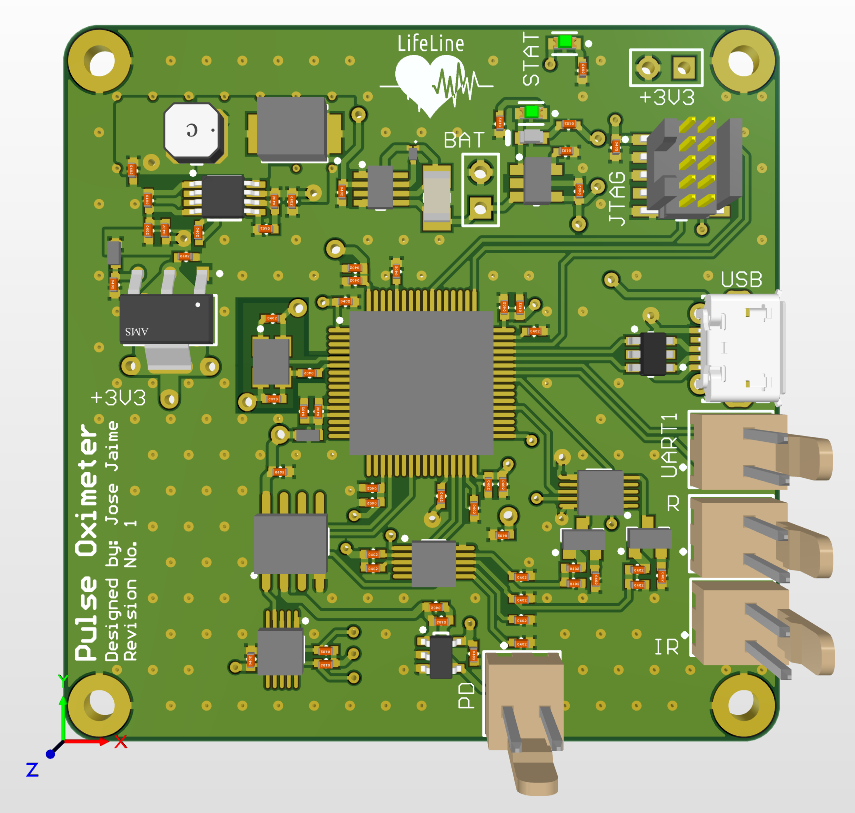 LifeLine
STAT
+3V3
BAT
JTAG
USB
C
AMS
+3V3
UART1
R
IR
PD
Pulse Oximeter
Designed by: Jose Jaime
Revision No. 1
Y
X
Z